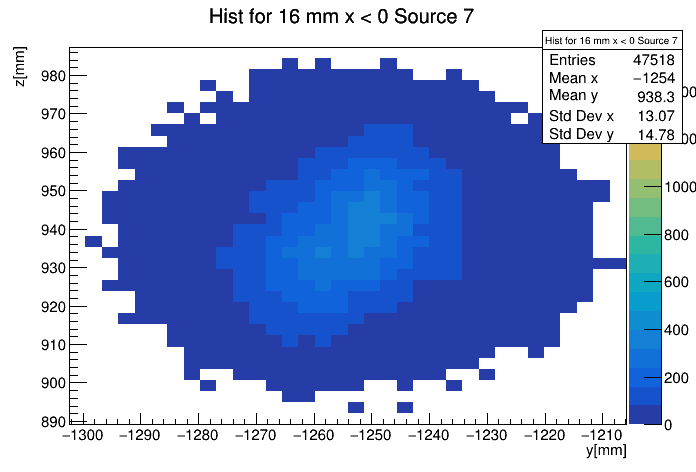 Hist for 16 mm x < 0 Source 7
Hist for 16 mm x < 0 Source 7
Entries 47518
Mean x −1254
Mean y 938.3
Std Dev x 13.07
Std Dev y 14.78
z[mm]
980
970
960
950
940
930
920
910
900
890
1000
800
600
400
200
0
−1300 −1290 −1280 −1270 −1260 −1250 −1240 −1230 −1220 −1210
y[mm]